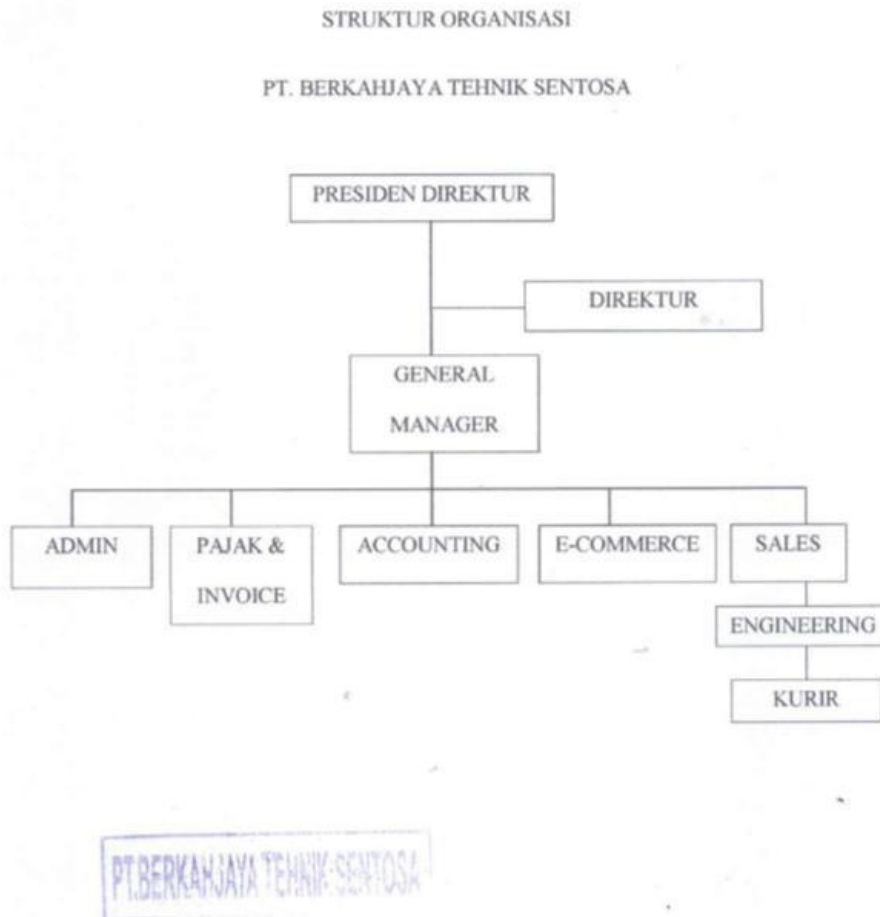 STRUKTUR ORGANISASI
PT. BERKAHJAYA TEHNIK SENTOSA
PRESIDEN DIREKTUR
DIREKTUR
GENERAL
MANAGER
ADMIN
PAJAK &
INVOICE
ACCOUNTING
E-COMMERCE
SALES
ENGINEERING
KURIR
PT.BERKAHJAYA TEHNIK SENTOSA